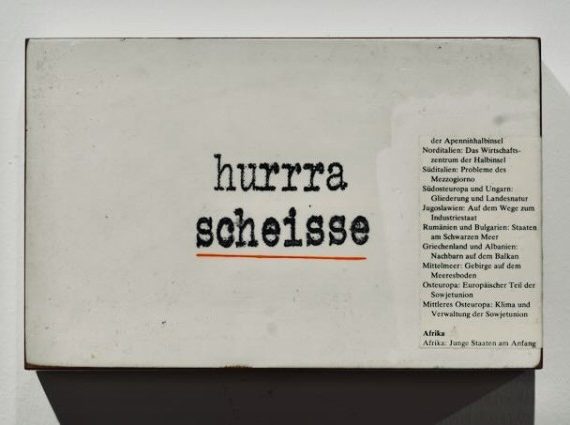 hurrra
scheisse
der Apenninhalbinsel
Norditalien: Das Wirtschafts-
zentrum der Halbinsel
Süditalien: Probleme des
Mezzogiorno
Südosteuropa und Ungarn:
Gliederung und Landesnatur
Jugoslawien: Auf dem Wege zum
Industriestaat
Rumänien und Bulgarien: Staaten
am Schwarzen Meer
Griechenland und Albanien:
Nachbarn auf dem Balkan
Mittelmeer: Gebirge auf dem
Meeresboden
Osteuropa: Europäischer Teil der
Sowjetunion
Mittleres Osteuropa: Klima und
Verwaltung der Sowjetunion
Afrika
Afrika: Junge Staaten am Anfang